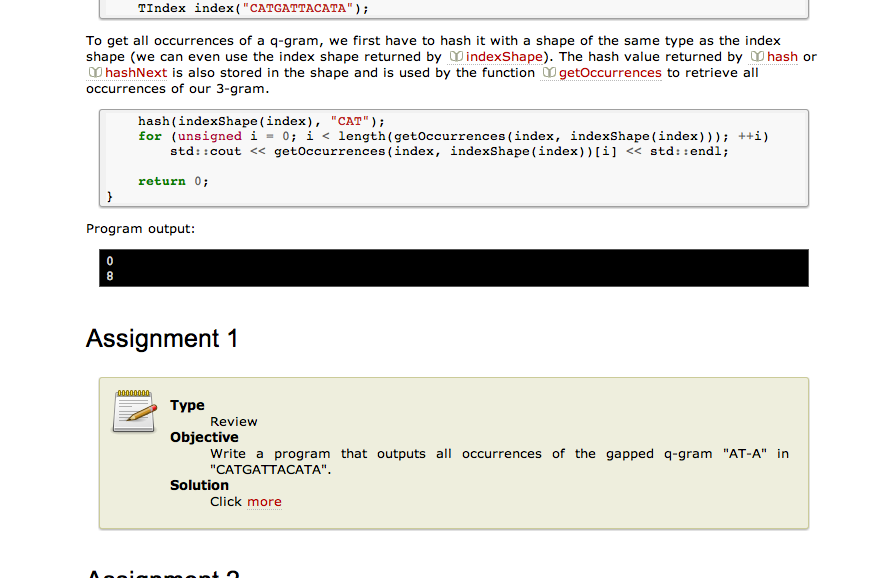 TIndex index("CATGATTACATA");
To get all occurrences of a q-gram, we first have to hash it with a shape of the same type as the index
shape (we can even use the index shape returned by indexShape). The hash value returned by hash or
hashNext is also stored in the shape and is used by the function getOccurrences to retrieve all
occurrences of our 3-gram.
hash(indexShape(index), "CAT");
for (unsigned i = 0; i < length(getOccurrences(index, indexShape(index))); ++i)
std::cout << getOccurrences(index, indexShape(index))[i] << std::endl;
return 0;
}
Program output:
0
8
Assignment 1
Type
Review
Objective
Write a program that outputs all occurrences of the gapped q-gram "AT-A" in
"CATGATTACATA".
Solution
Click more
Assignment 2